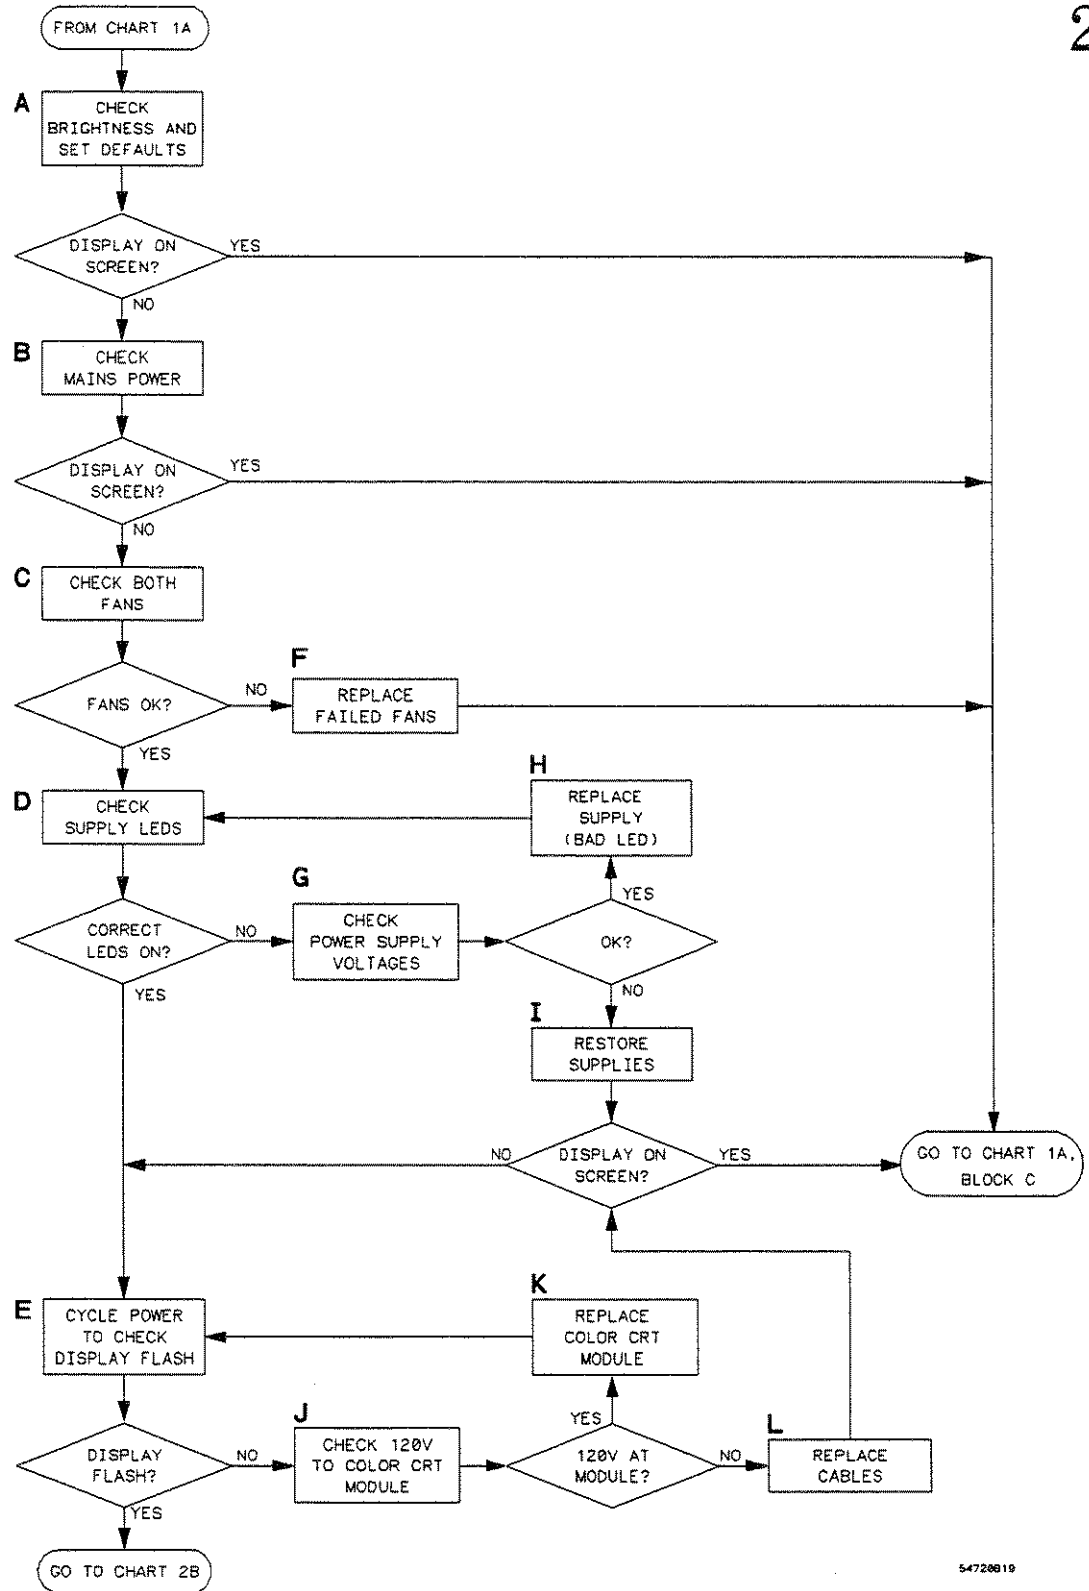 2
FROM CHART 1A
A
CHECK
BRIGHTNESS AND
SET DEFAULTS
DISPLAY ON
SCREEN?
YES
NO
B
CHECK
MAINS POWER
DISPLAY ON
SCREEN?
YES
NO
C
CHECK BOTH
FANS
FANS OK?
NO
YES
F
REPLACE
FAILED FANS
D
CHECK
SUPPLY LEDS
H
REPLACE
SUPPLY
(BAD LED)
CORRECT
LEDS ON?
NO
YES
G
CHECK
POWER SUPPLY
VOLTAGES
YES
OK?
NO
I
RESTORE
SUPPLIES
NO
DISPLAY ON
SCREEN?
YES
GO TO CHART 1A,
BLOCK C
E
CYCLE POWER
TO CHECK
DISPLAY FLASH
K
REPLACE
COLOR CRT
MODULE
DISPLAY
FLASH?
NO
YES
J
CHECK 120V
TO COLOR CRT
MODULE
YES
120V AT
MODULE?
NO
L
REPLACE
CABLES
GO TO CHART 2B
54720B19